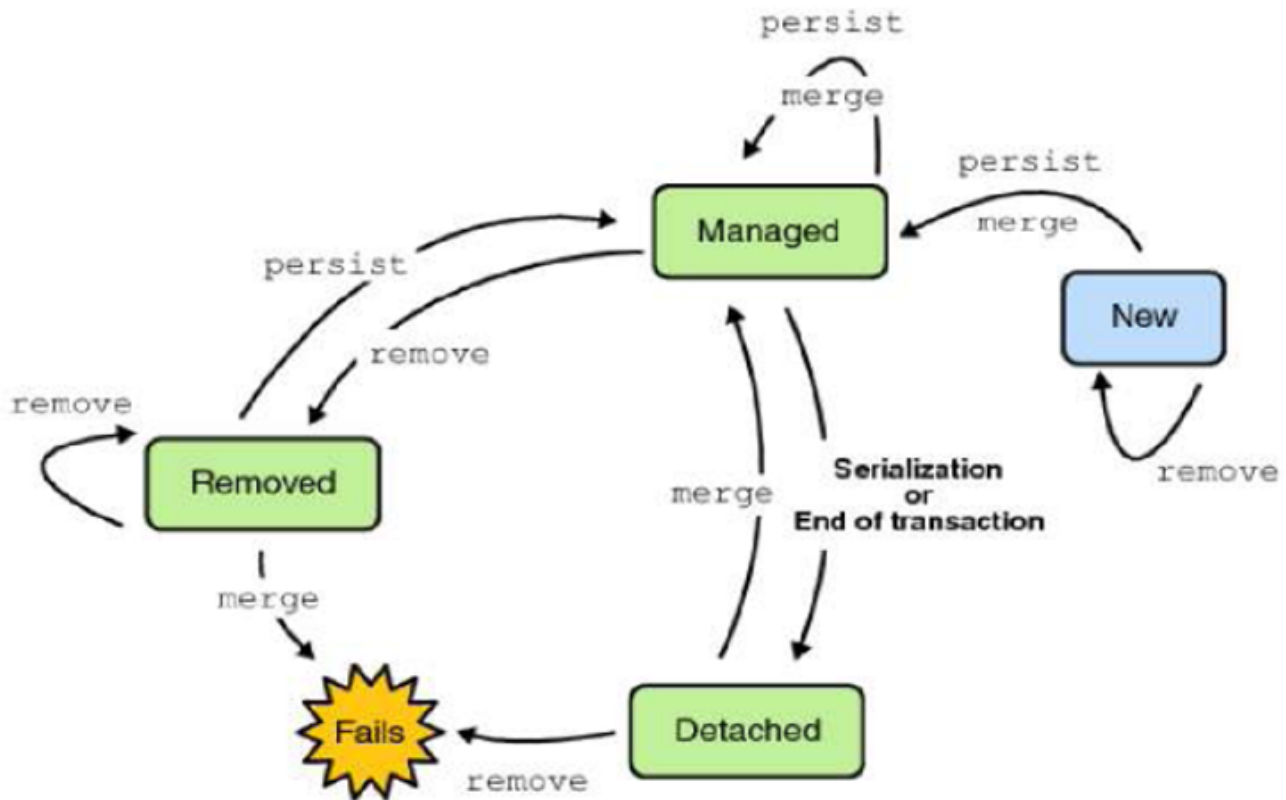 persist
merge
persist
merge
Managed
persist
New
remove
remove
remove
Serialization
or
End of transaction
Removed
merge
merge
Fails
Detached
remove